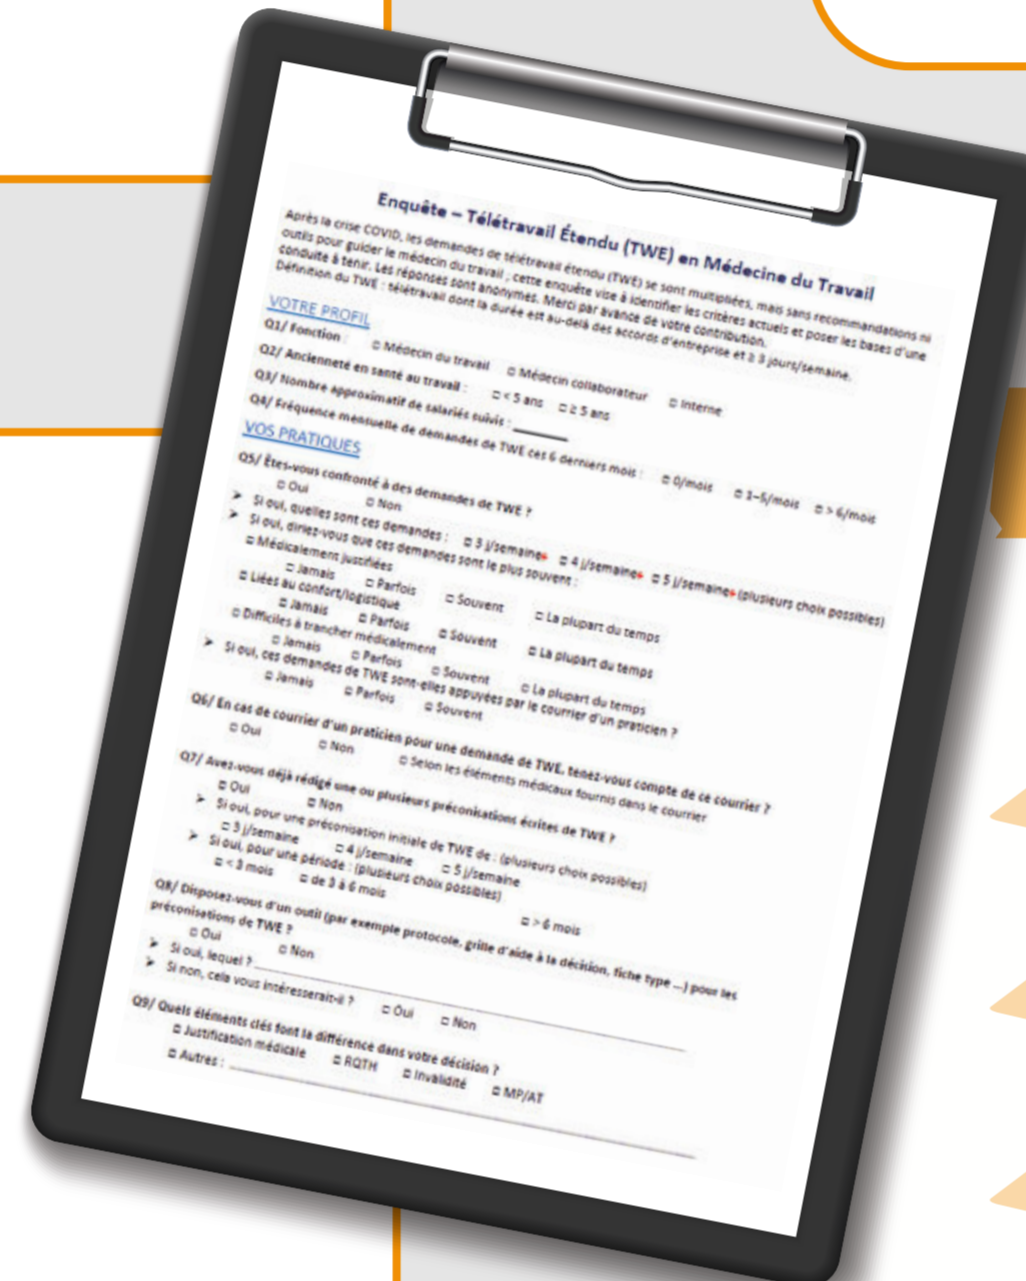 Enquête – Télétravail Étendu (TWE) en Médecine du Travail
Après la crise COVID, les demandes de télétravail étendu (TWE) se sont multipliées, mais sans recommandations ni
outils pour guider le médecin du travail ; cette enquête vise à identifier les critères actuels et poser les bases d'une
conduite à tenir. Les réponses sont anonymes. Merci par avance de votre contribution.
Définition du TWE : télétravail dont la durée est au-delà des accords d'entreprise et ≥ 3 jours/semaine.
VOTRE PROFIL
Q1/ Fonction : □ Médecin du travail □ Médecin collaborateur □ Interne
Q2/ Ancienneté en santé au travail : □ < 5 ans □ ≥ 5 ans
Q3/ Nombre approximatif de salariés suivis : ______
Q4/ Fréquence mensuelle de demandes de TWE ces 6 derniers mois : □ 0/mois □ 1–5/mois □ > 6/mois
VOS PRATIQUES
Q5/ Êtes-vous confronté à des demandes de TWE ?
□ Oui □ Non
➤ Si oui, quelles sont ces demandes : □ 3 j/semaine □ 4 j/semaine □ 5 j/semaine (plusieurs choix possibles)
➤ Si oui, diriez-vous que ces demandes sont le plus souvent :
□ Médicalement justifiées
□ Jamais □ Parfois □ Souvent □ La plupart du temps
□ Liées au confort/logistique
□ Jamais □ Parfois □ Souvent □ La plupart du temps
□ Difficiles à trancher médicalement
□ Jamais □ Parfois □ Souvent □ La plupart du temps
➤ Si oui, ces demandes de TWE sont-elles appuyées par le courrier d'un praticien ?
□ Jamais □ Parfois □ Souvent
Q6/ En cas de courrier d'un praticien pour une demande de TWE, tenez-vous compte de ce courrier ?
□ Oui □ Non □ Selon les éléments médicaux fournis dans le courrier
Q7/ Avez-vous déjà rédigé une ou plusieurs préconisations écrites de TWE ?
□ Oui □ Non
➤ Si oui, pour une préconisation initiale de TWE de : (plusieurs choix possibles)
□ 3 j/semaine □ 4 j/semaine □ 5 j/semaine
➤ Si oui, pour une période : (plusieurs choix possibles)
□ < 3 mois □ de 3 à 6 mois □ > 6 mois
Q8/ Disposez-vous d'un outil (par exemple protocole, grille d'aide à la décision, fiche type ...) pour les
préconisations de TWE ?
□ Oui □ Non
➤ Si oui, lequel ? ______
➤ Si non, cela vous intéresserait-il ? □ Oui □ Non
Q9/ Quels éléments clés font la différence dans votre décision ?
□ Justification médicale □ RQTH □ Invalidité □ MP/AT
□ Autres : ______